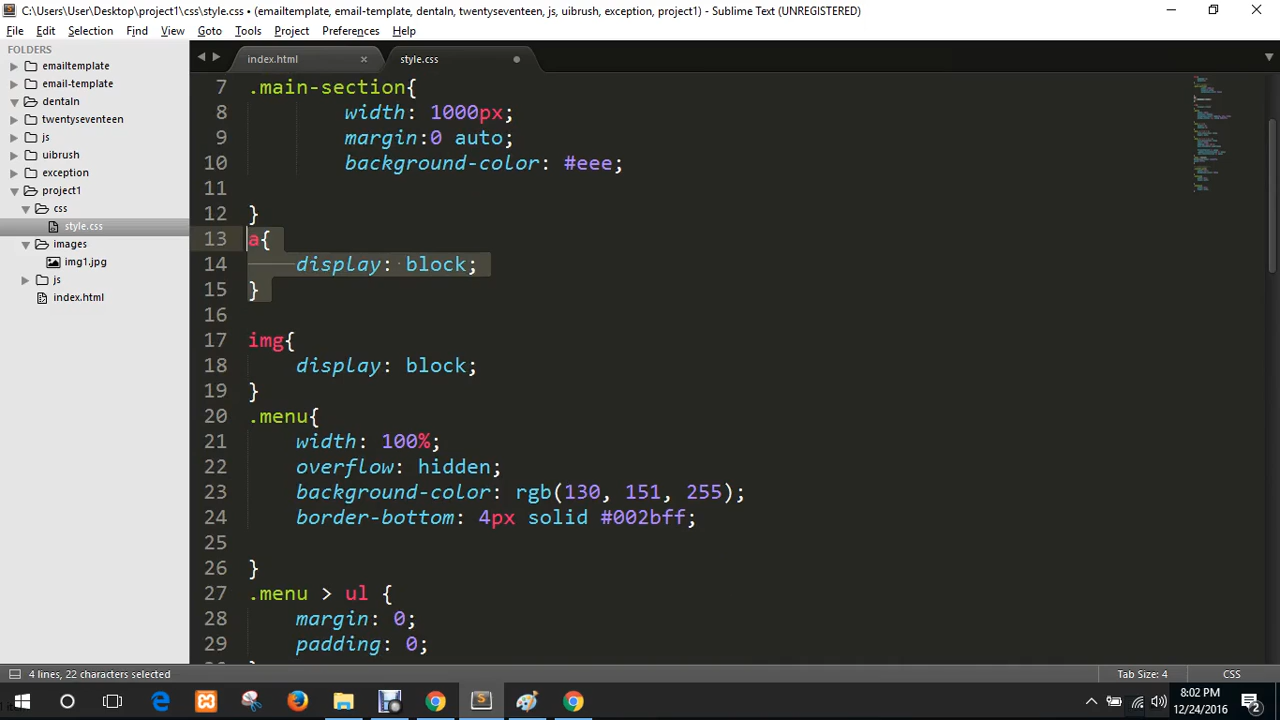 C:\Users\User\Desktop\project1\css\style.css • (emailtemplate, email-template, dentaln, twentyseventeen, js, uibrush, exception, project1) - Sublime Text (UNREGISTERED)
File Edit Selection Find View Goto Tools Project Preferences Help
FOLDERS
emailtemplate
email-template
dentaln
twentyseventeen
js
uibrush
exception
project1
css
style.css
images
img1.jpg
js
index.html
index.html style.css
7 .main-section{
8 width: 1000px;
9 margin:0 auto;
10 background-color: #eee;
11
12 }
13 a{
14 display: block;
15 }
16
17 img{
18 display: block;
19 }
20 .menu{
21 width: 100%;
22 overflow: hidden;
23 background-color: rgb(130, 151, 255);
24 border-bottom: 4px solid #002bff;
25
26 }
27 .menu > ul {
28 margin: 0;
29 padding: 0;
4 lines, 22 characters selected Tab Size: 4 CSS
8:02 PM
12/24/2016
2